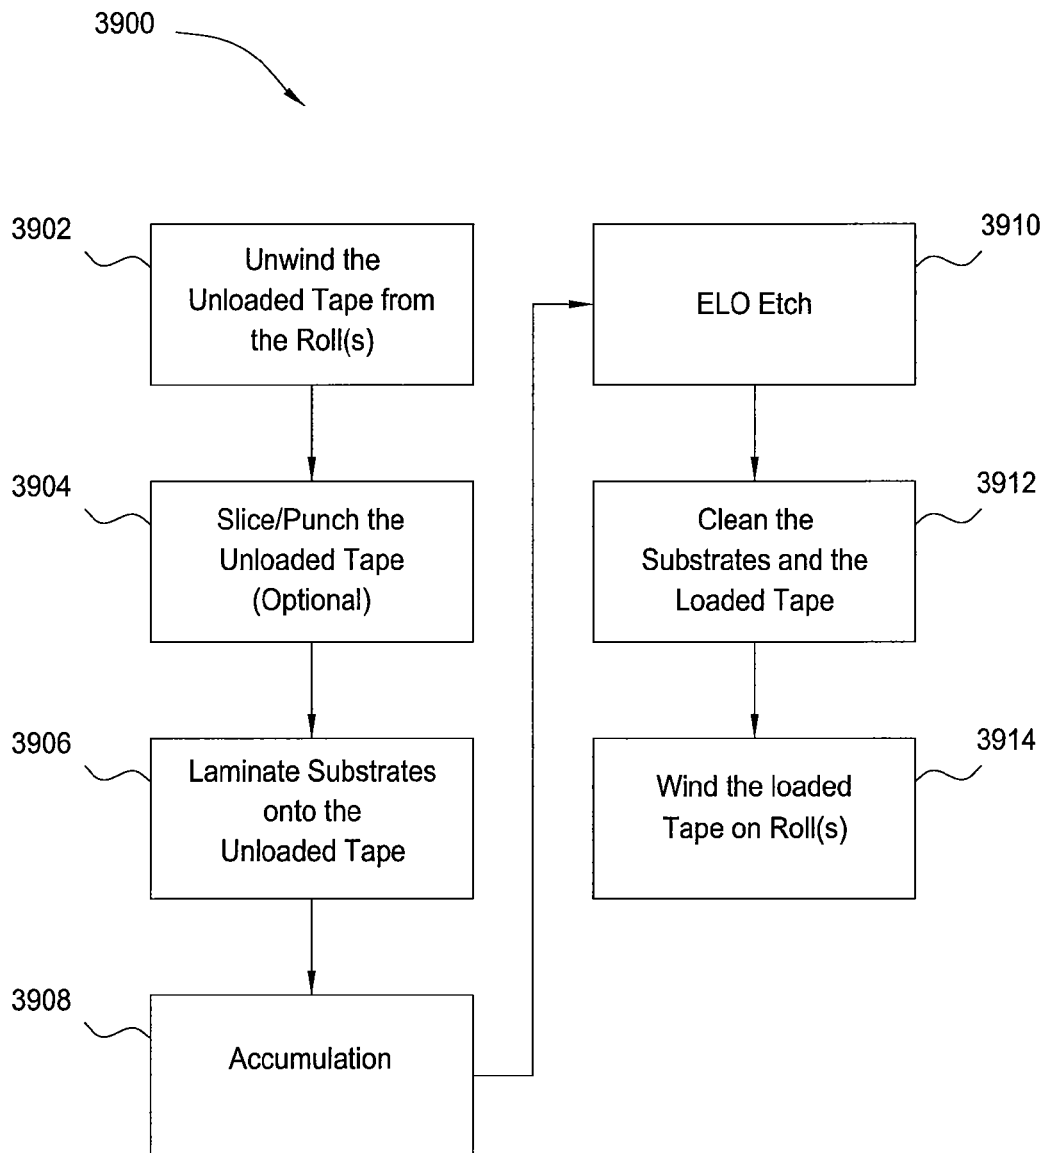 3900
3902
Unwind the
Unloaded Tape from
the Roll(s)
3904
Slice/Punch the
Unloaded Tape
(Optional)
3906
Laminate Substrates
onto the
Unloaded Tape
3908
Accumulation
3910
ELO Etch
3912
Clean the
Substrates and the
Loaded Tape
3914
Wind the loaded
Tape on Roll(s)